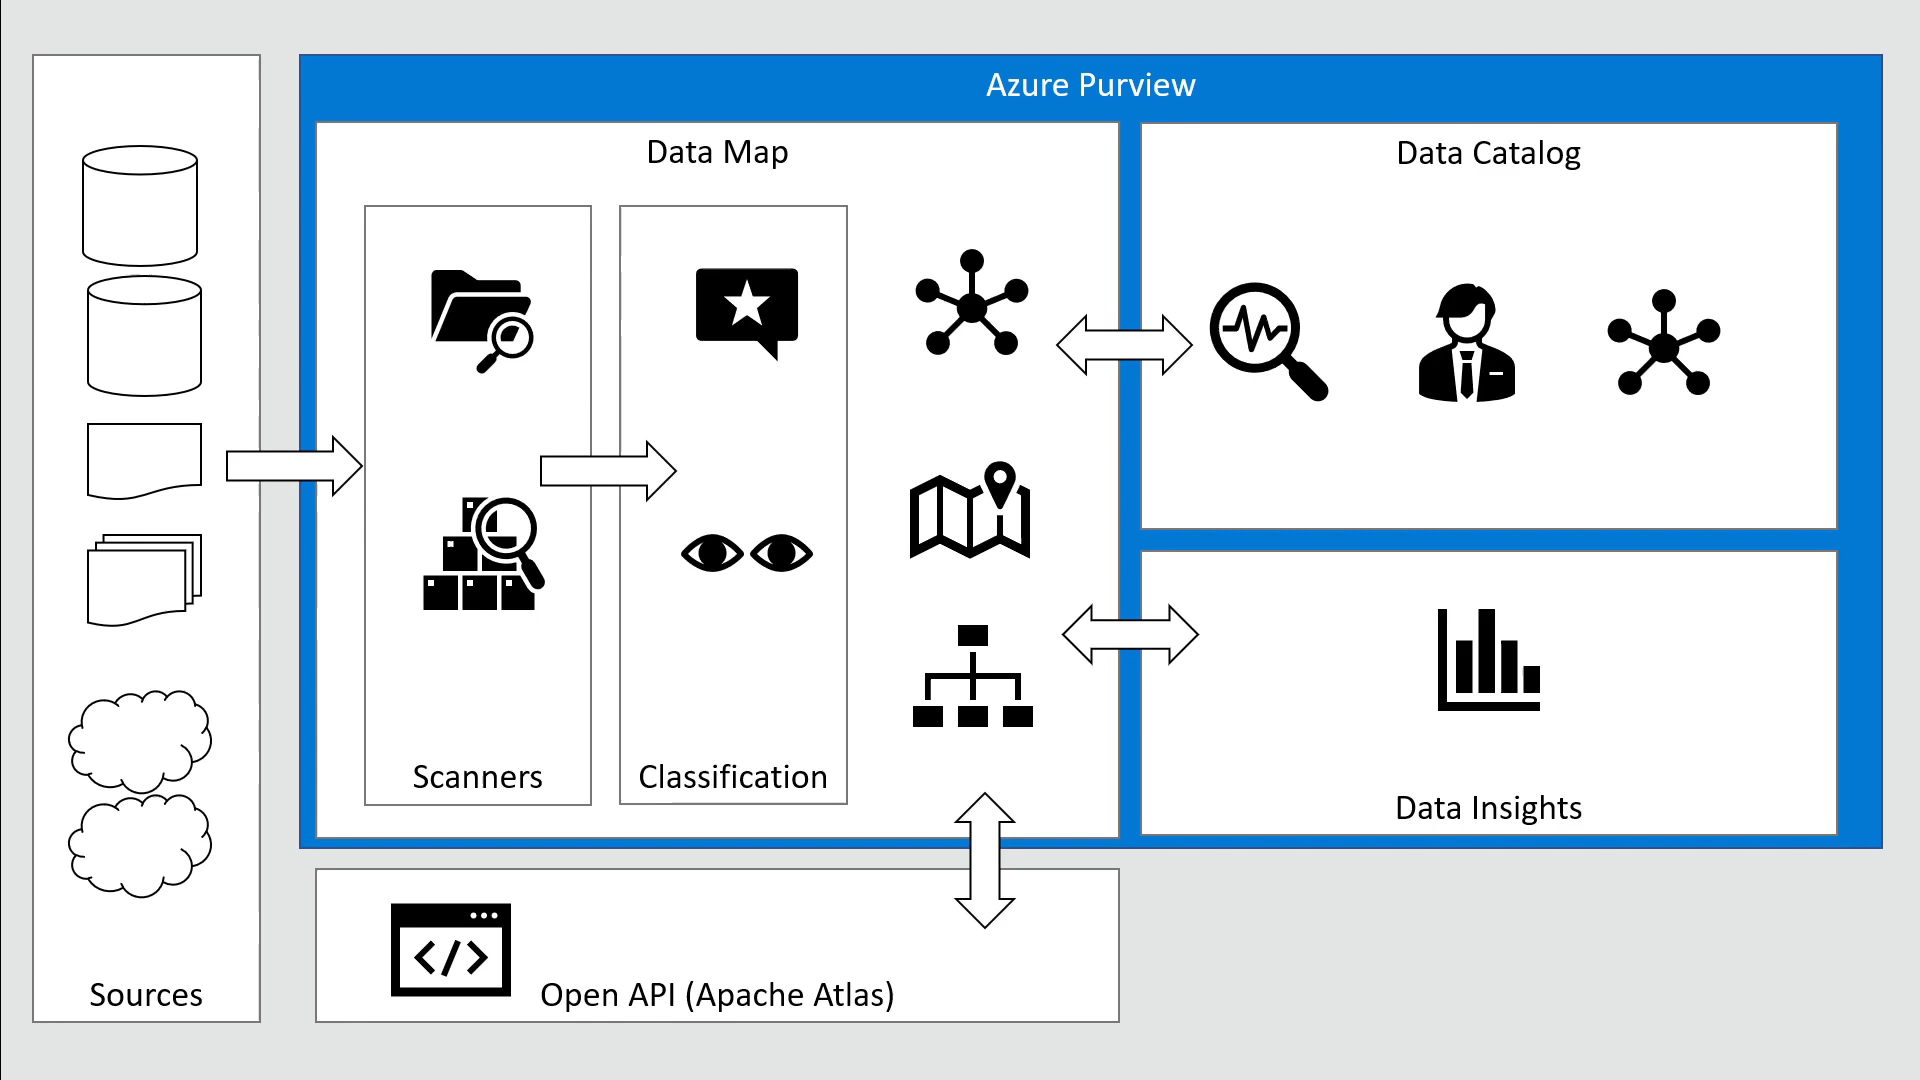 Azure Purview
Data Map
Data Catalog
Scanners
Classification
Data Insights
Sources
</> Open API (Apache Atlas)